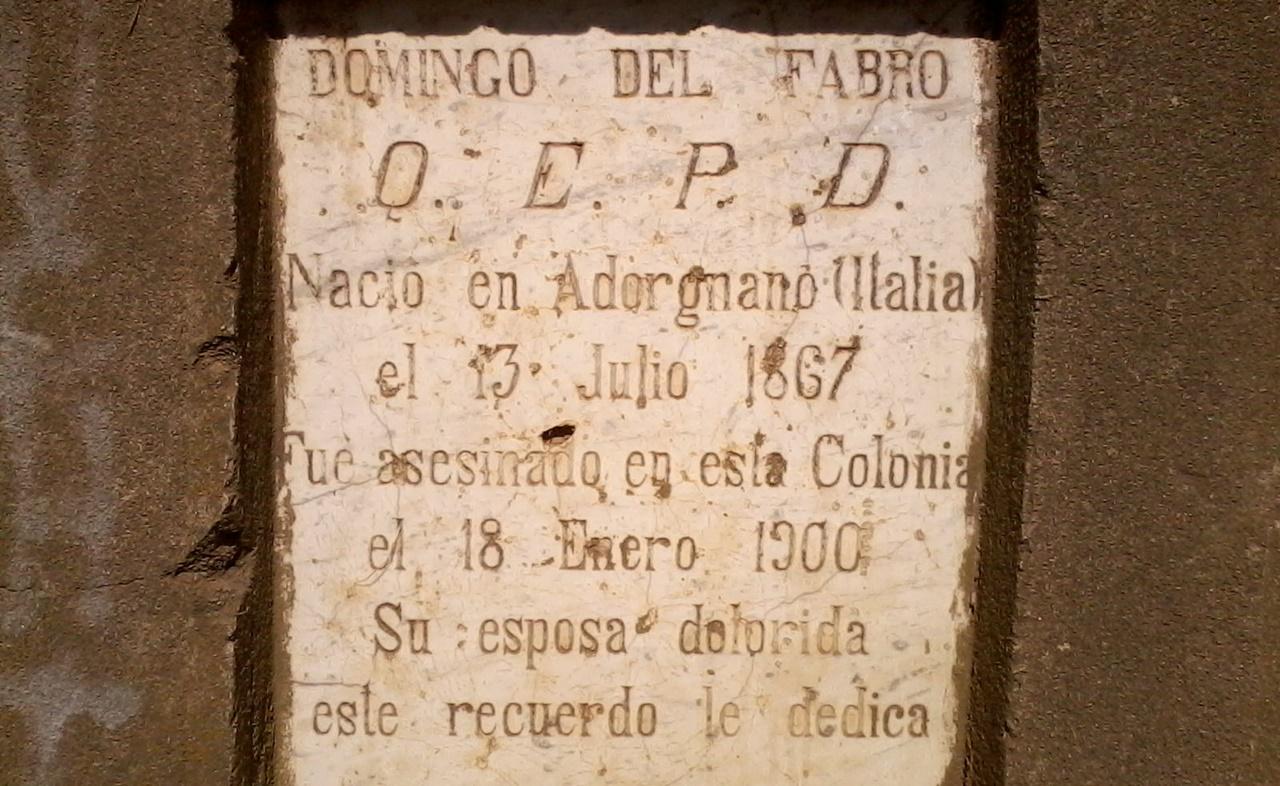 DOMINGO DEL FABRO
Q. E. P. D.
Nació en Adorgnano (Italia)
el 13 Julio 1867
Fué asesinado en esta Colonia
el 18 Enero 1900
Su esposa dolorida
este recuerdo le dedica